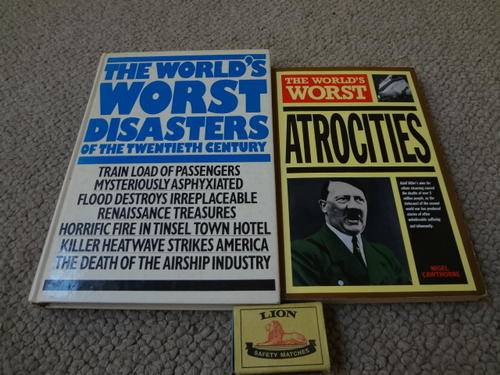 THE WORLD'S
WORST
DISASTERS
OF THE TWENTIETH CENTURY
TRAIN LOAD OF PASSENGERS
MYSTERIOUSLY ASPHYXIATED
FLOOD DESTROYS IRREPLACEABLE
RENAISSANCE TREASURES
HORRIFIC FIRE IN TINSEL TOWN HOTEL
KILLER HEATWAVE STRIKES AMERICA
THE DEATH OF THE AIRSHIP INDUSTRY
THE WORLD'S
WORST
ATROCITIES
NIGEL
CAWTHORNE
LION
SAFETY MATCHES